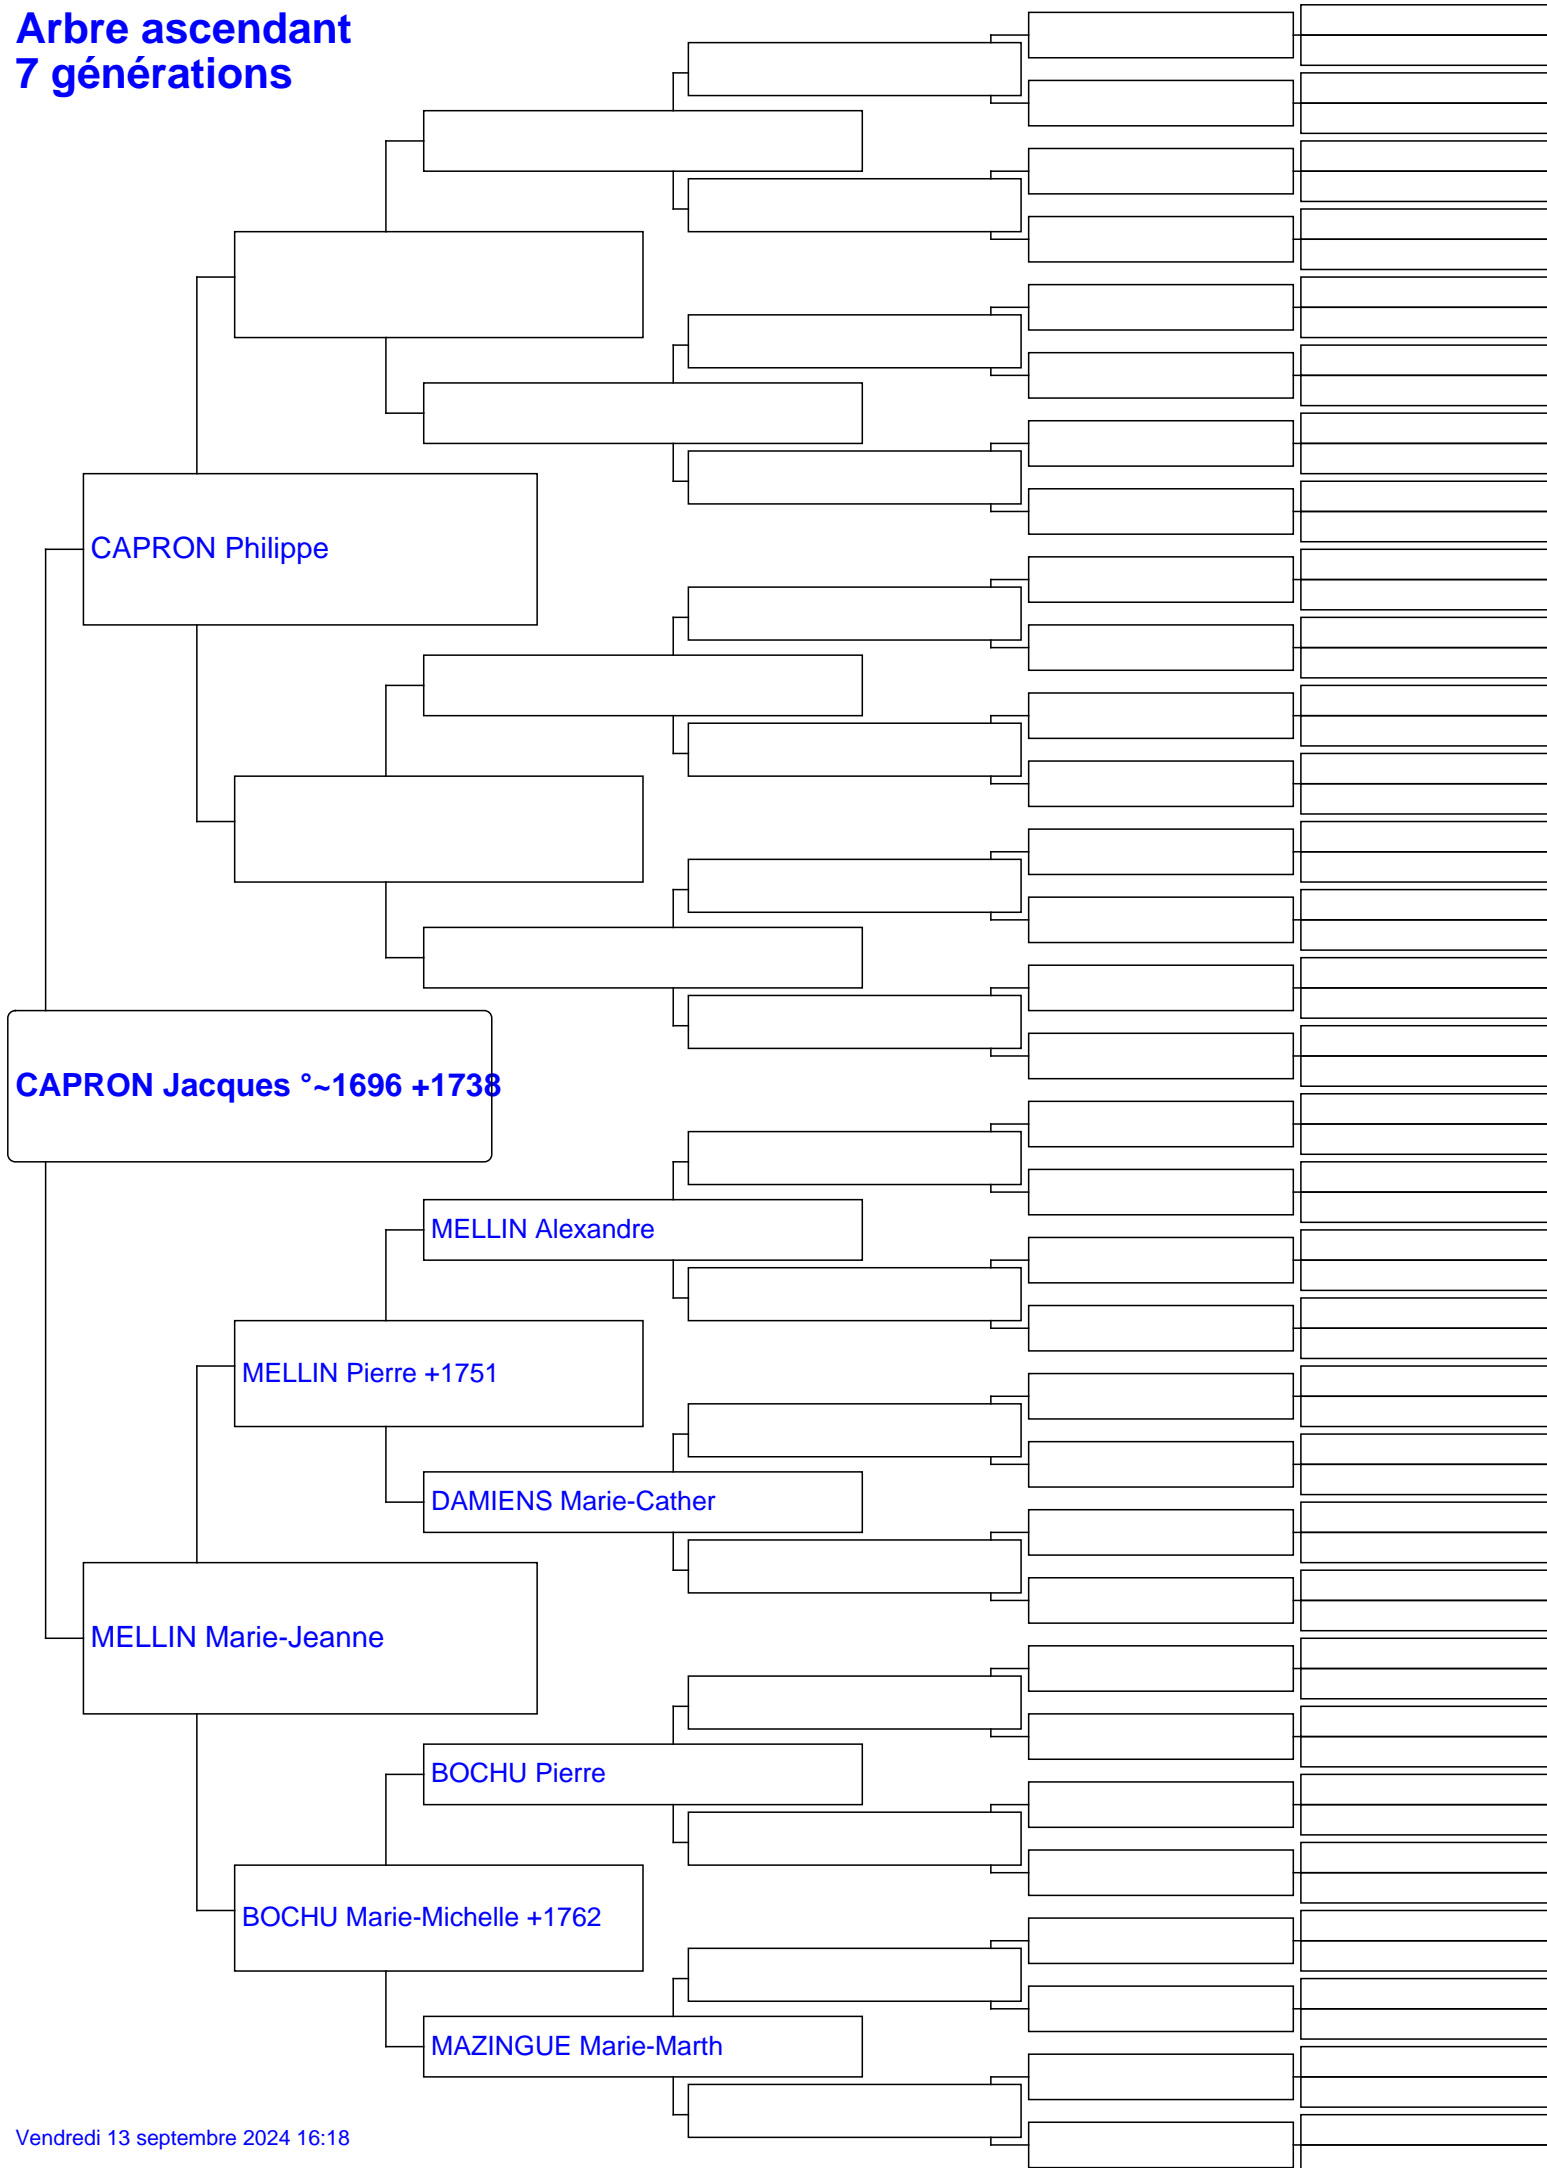 Arbre ascendant
7 générations
CAPRON Philippe
CAPRON Jacques °~1696 +1738
MELLIN Alexandre
MELLIN Pierre +1751
DAMIENS Marie-Cather
MELLIN Marie-Jeanne
BOCHU Pierre
BOCHU Marie-Michelle +1762
MAZINGUE Marie-Marth
Vendredi 13 septembre 2024 16:18